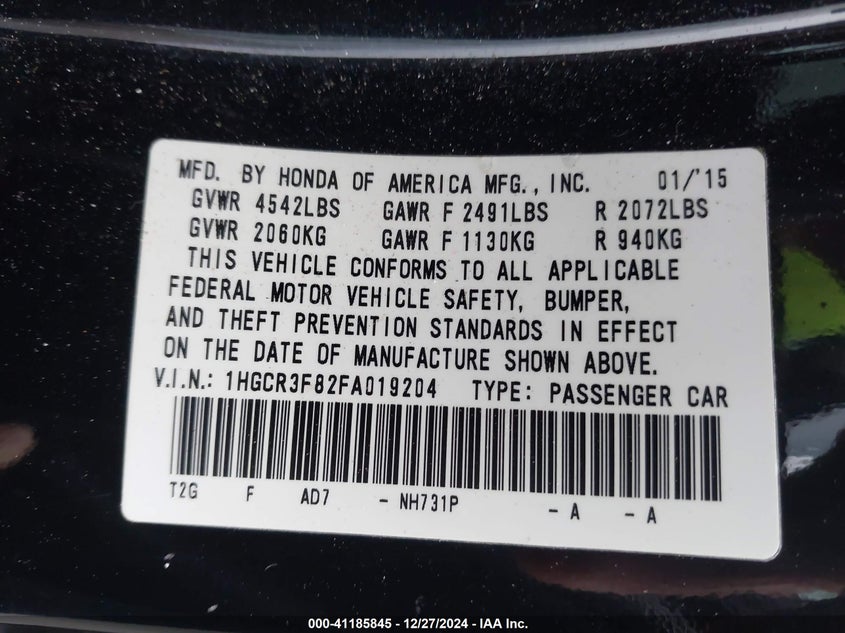 MFD. BY HONDA OF AMERICA MFG., INC. 01/'15
GVWR 4542LBS GAWR F 2491LBS R 2072LBS
GVWR 2060KG GAWR F 1130KG R 940KG
THIS VEHICLE CONFORMS TO ALL APPLICABLE
FEDERAL MOTOR VEHICLE SAFETY, BUMPER,
AND THEFT PREVENTION STANDARDS IN EFFECT
ON THE DATE OF MANUFACTURE SHOWN ABOVE.
V.I.N.: 1HGCR3F82FA019204 TYPE: PASSENGER CAR
T2G F AD7 - NH731P - A - A
000-41185845 - 12/27/2024 - IAA Inc.